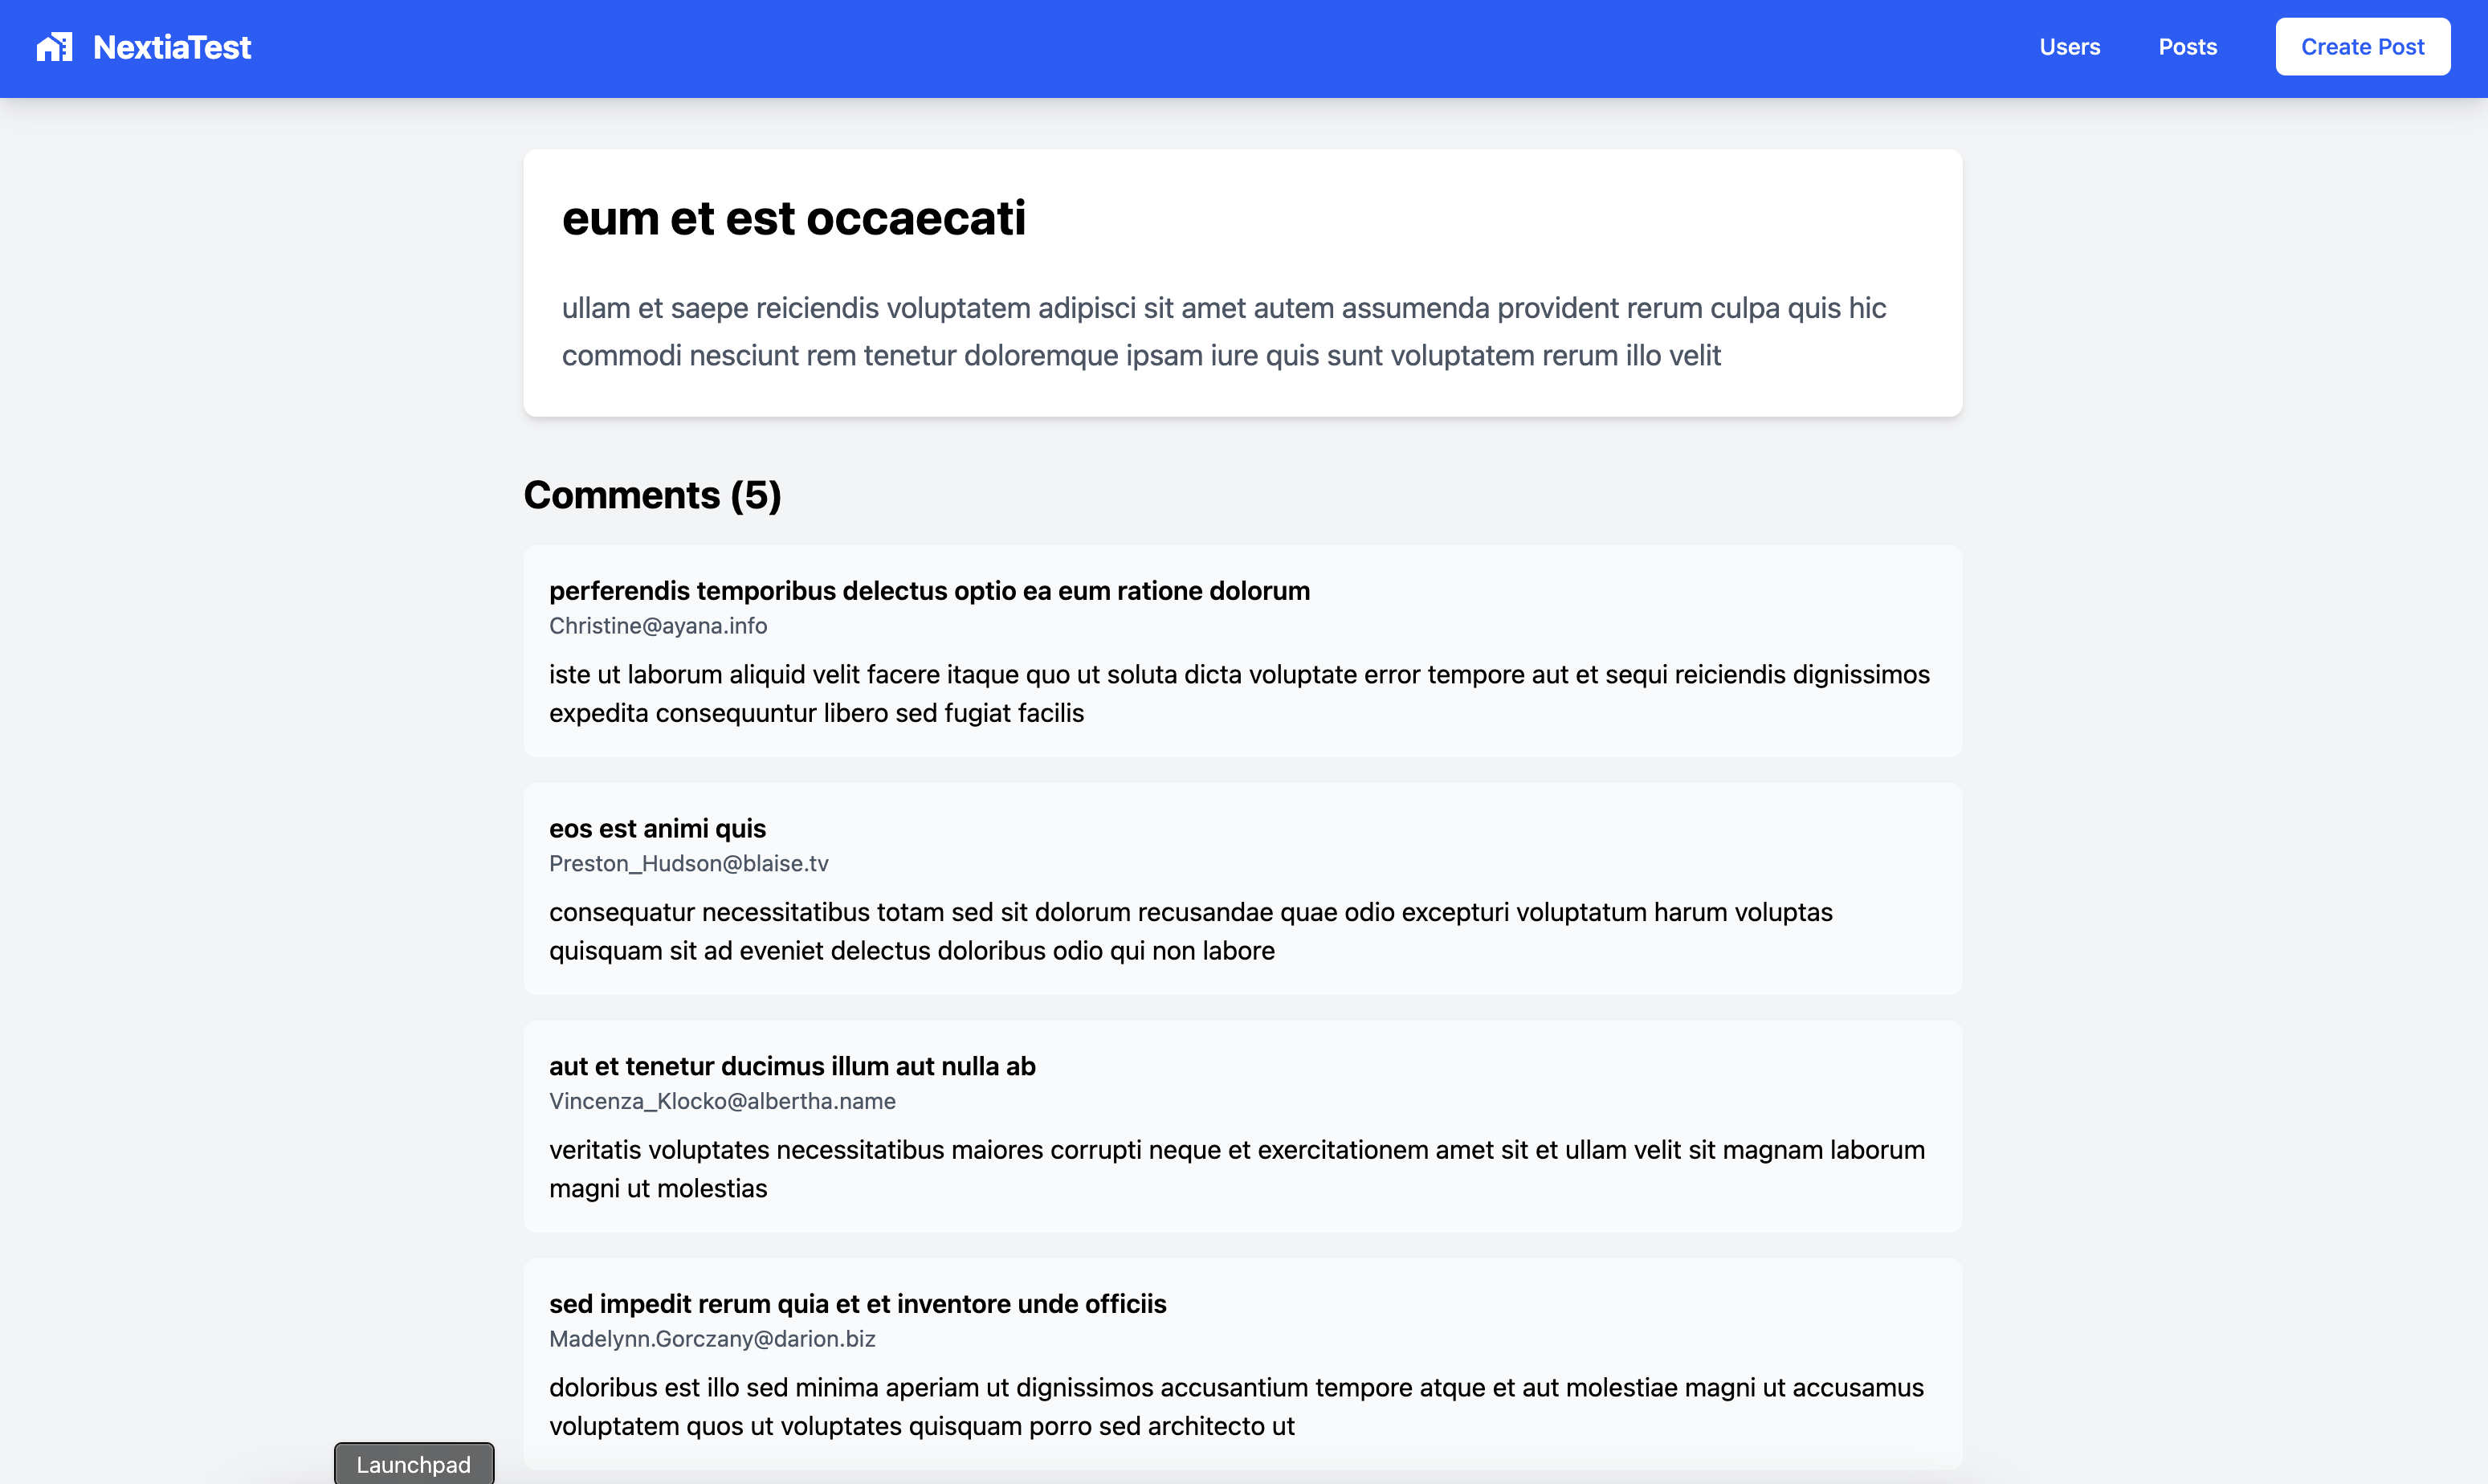 NextiaTest
Users
Posts
Create Post
eum et est occaecati
ullam et saepe reiciendis voluptatem adipisci sit amet autem assumenda provident rerum culpa quis hic
commodi nesciunt rem tenetur doloremque ipsam iure quis sunt voluptatem rerum illo velit
Comments (5)
perferendis temporibus delectus optio ea eum ratione dolorum
Christine@ayana.info
iste ut laborum aliquid velit facere itaque quo ut soluta dicta voluptate error tempore aut et sequi reiciendis dignissimos
expedita consequuntur libero sed fugiat facilis
eos est animi quis
Preston_Hudson@blaise.tv
consequatur necessitatibus totam sed sit dolorum recusandae quae odio excepturi voluptatum harum voluptas
quisquam sit ad eveniet delectus doloribus odio qui non labore
aut et tenetur ducimus illum aut nulla ab
Vincenza_Klocko@albertha.name
veritatis voluptates necessitatibus maiores corrupti neque et exercitationem amet sit et ullam velit sit magnam laborum
magni ut molestias
sed impedit rerum quia et et inventore unde officiis
Madelynn.Gorczany@darion.biz
doloribus est illo sed minima aperiam ut dignissimos accusantium tempore atque et aut molestiae magni ut accusamus
voluptatem quos ut voluptates quisquam porro sed architecto ut
Launchpad